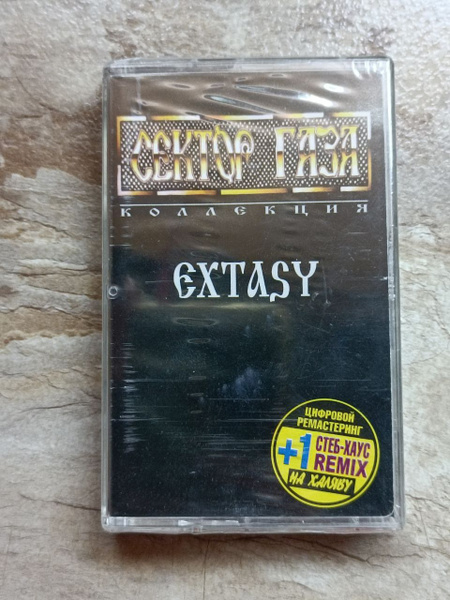 СЕКТОР ГАЗА
КОЛЛЕКЦИЯ
EXTASY
ЦИФРОВОЙ
РЕМАСТЕРИНГ
+1 СТЕБ-ХАУС
REMIX
НА ХАЛЯВУ